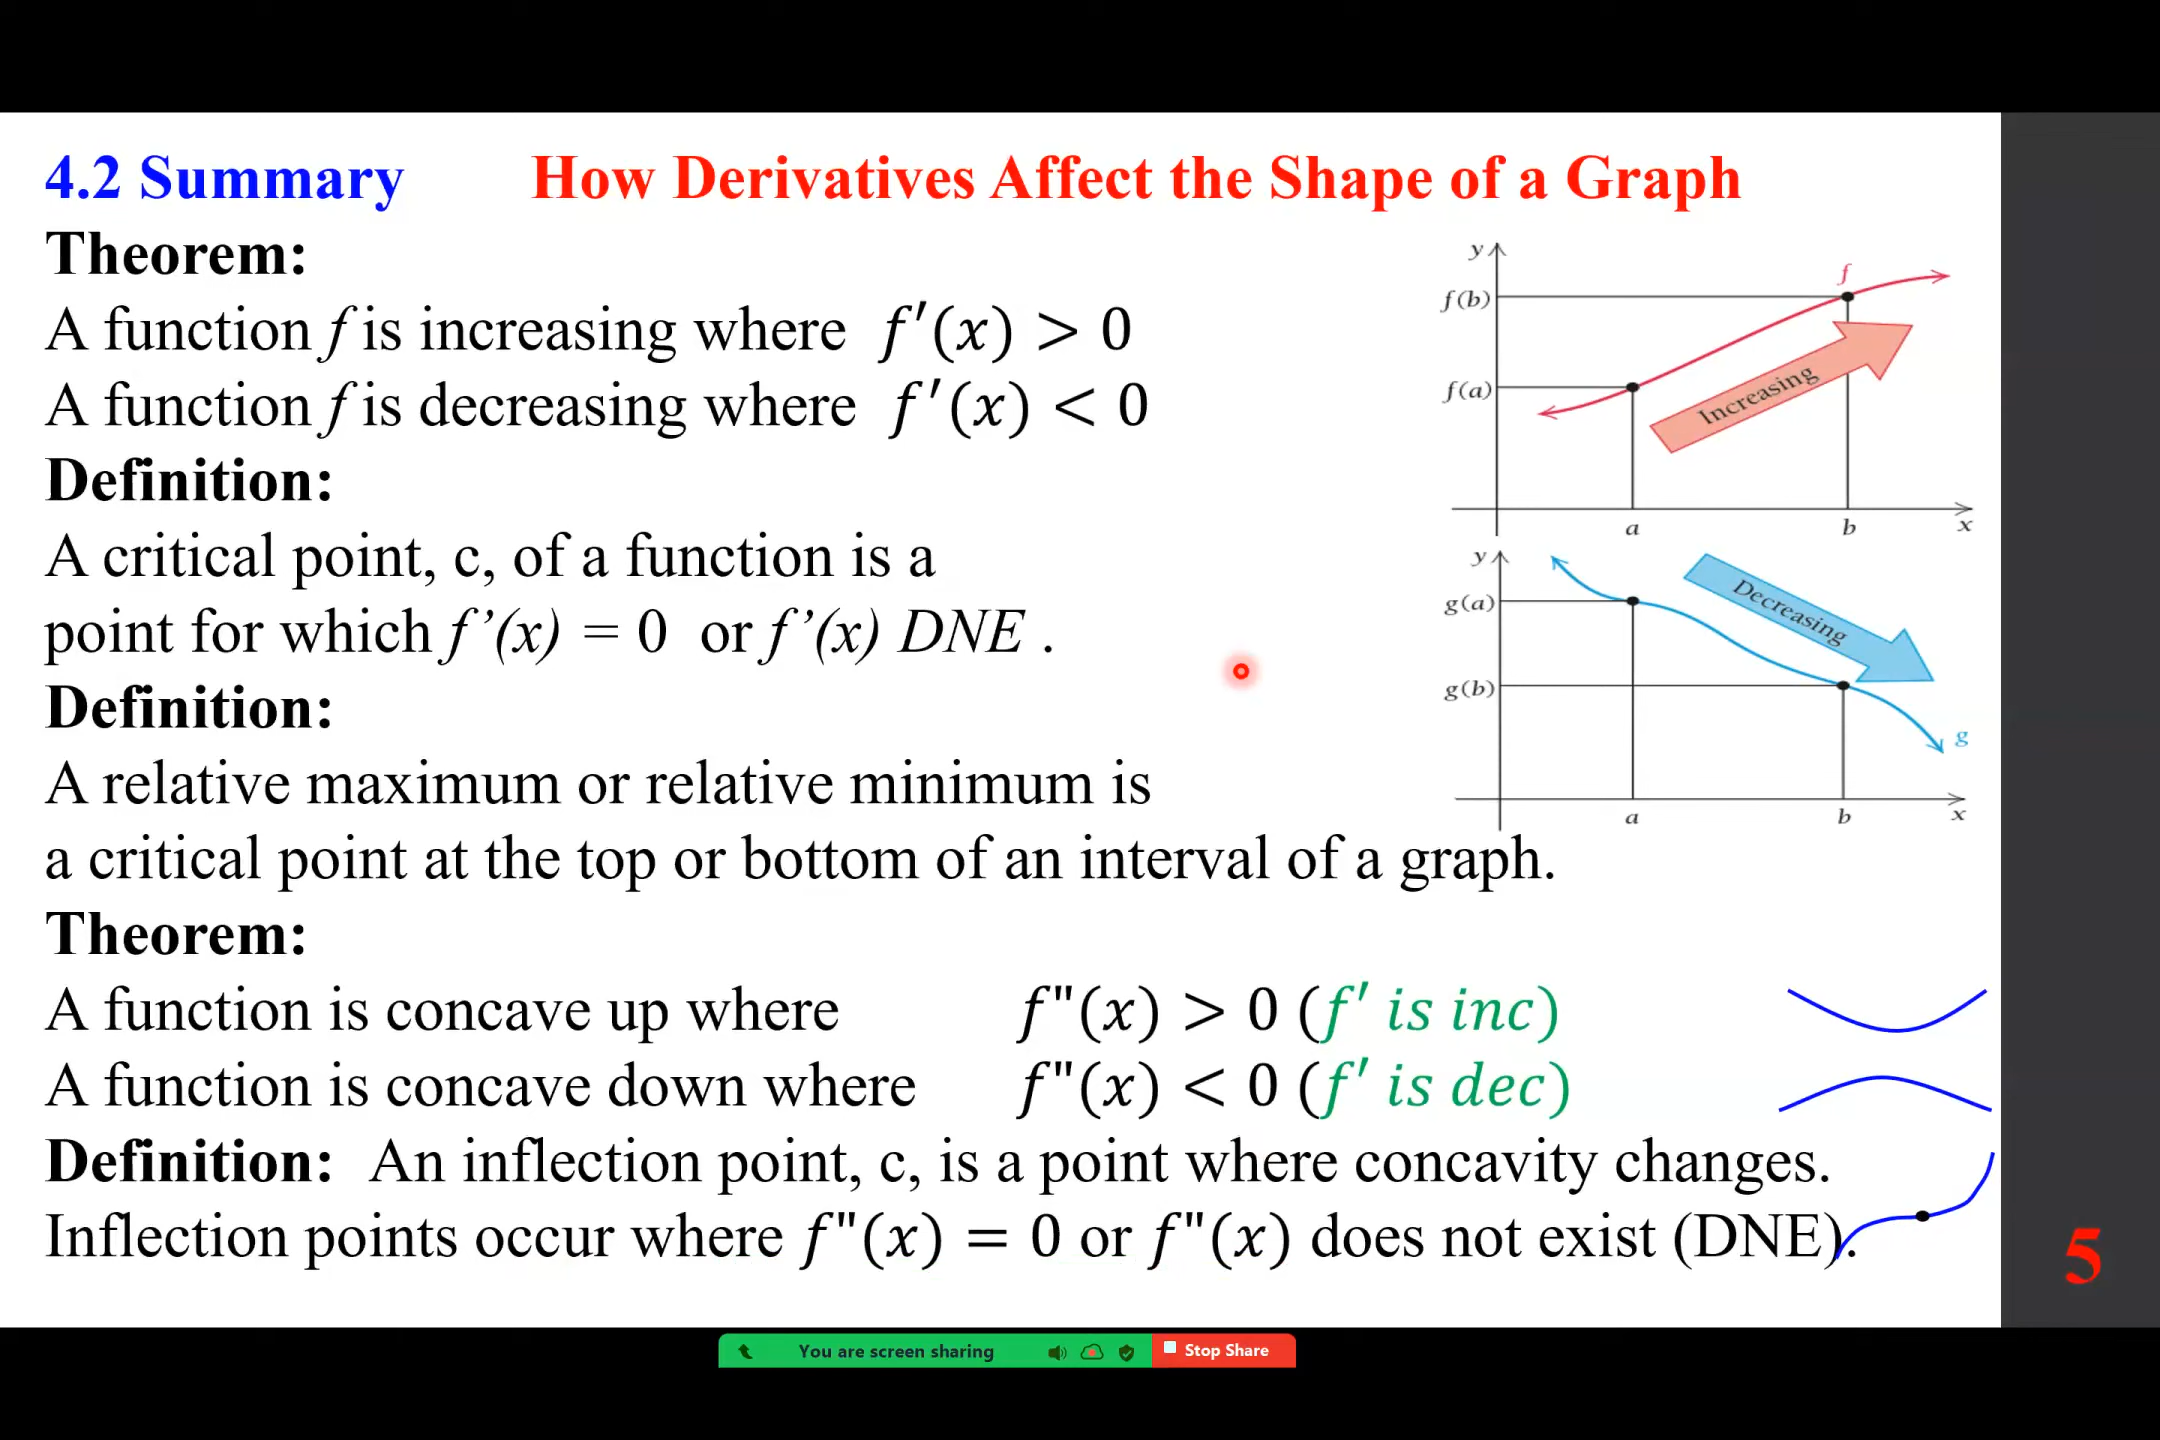 4.2 Summary How Derivatives Affect the Shape of a Graph
Theorem:
A function f is increasing where f′(x) > 0
A function f is decreasing where f′(x) < 0
Definition:
A critical point, c, of a function is a
point for which f’(x) = 0 or f’(x) DNE .
Definition:
A relative maximum or relative minimum is
a critical point at the top or bottom of an interval of a graph.
Theorem:
A function is concave up where f"(x) > 0 (f′ is inc)
A function is concave down where f"(x) < 0 (f′ is dec)
Definition: An inflection point, c, is a point where concavity changes.
Inflection points occur where f"(x) = 0 or f"(x) does not exist (DNE).
y
f
f(b)
f(a)
Increasing
a b x
y
g(a)
Decreasing
g(b)
g
a b x
5
You are screen sharing Stop Share